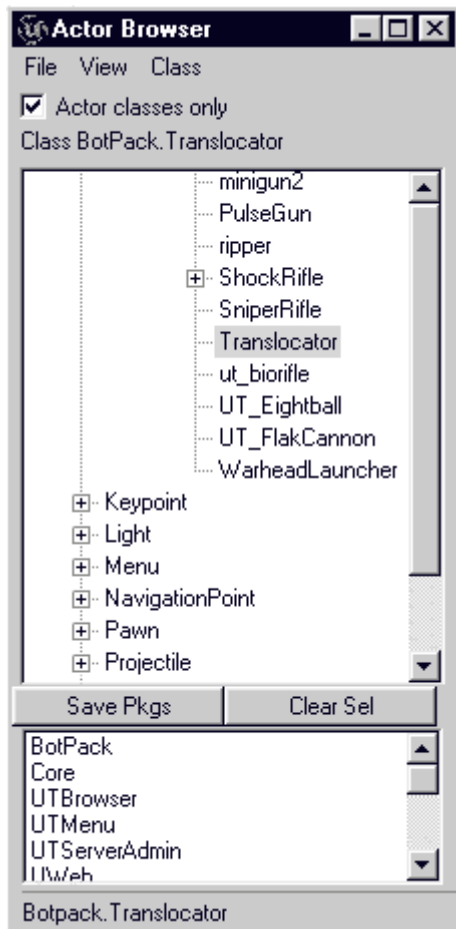 Actor Browser
File View Class
Actor classes only
Class BotPack.Translocator
minigun2
PulseGun
ripper
ShockRifle
SniperRifle
Translocator
ut_biorifle
UT_Eightball
UT_FlakCannon
WarheadLauncher
Keypoint
Light
Menu
NavigationPoint
Pawn
Projectile
Save Pkgs Clear Sel
BotPack
Core
UTBrowser
UTMenu
UTServerAdmin
UWeb
Botpack.Translocator